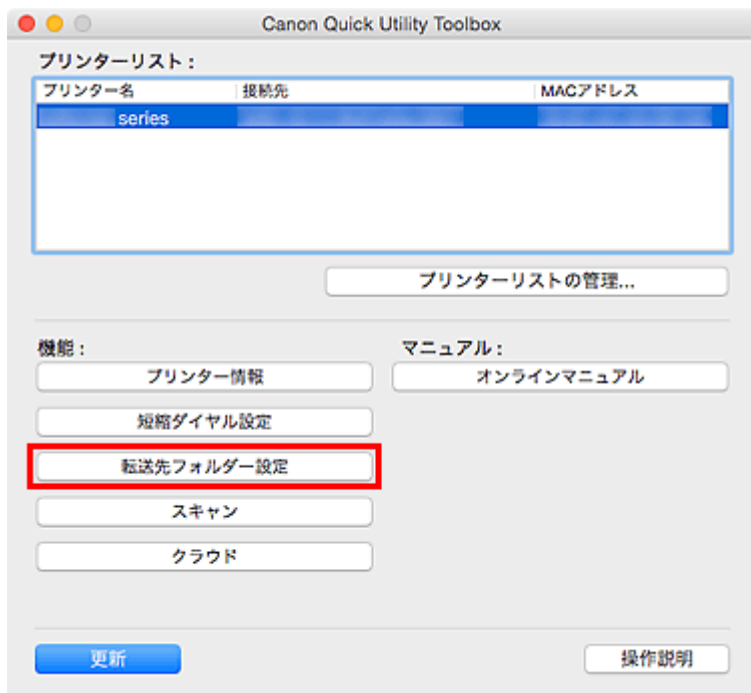 Canon Quick Utility Toolbox
プリンターリスト：
プリンター名 接続先 MACアドレス
series
プリンターリストの管理...
機能： マニュアル：
プリンター情報 オンラインマニュアル
短縮ダイヤル設定
転送先フォルダー設定
スキャン
クラウド
更新 操作説明